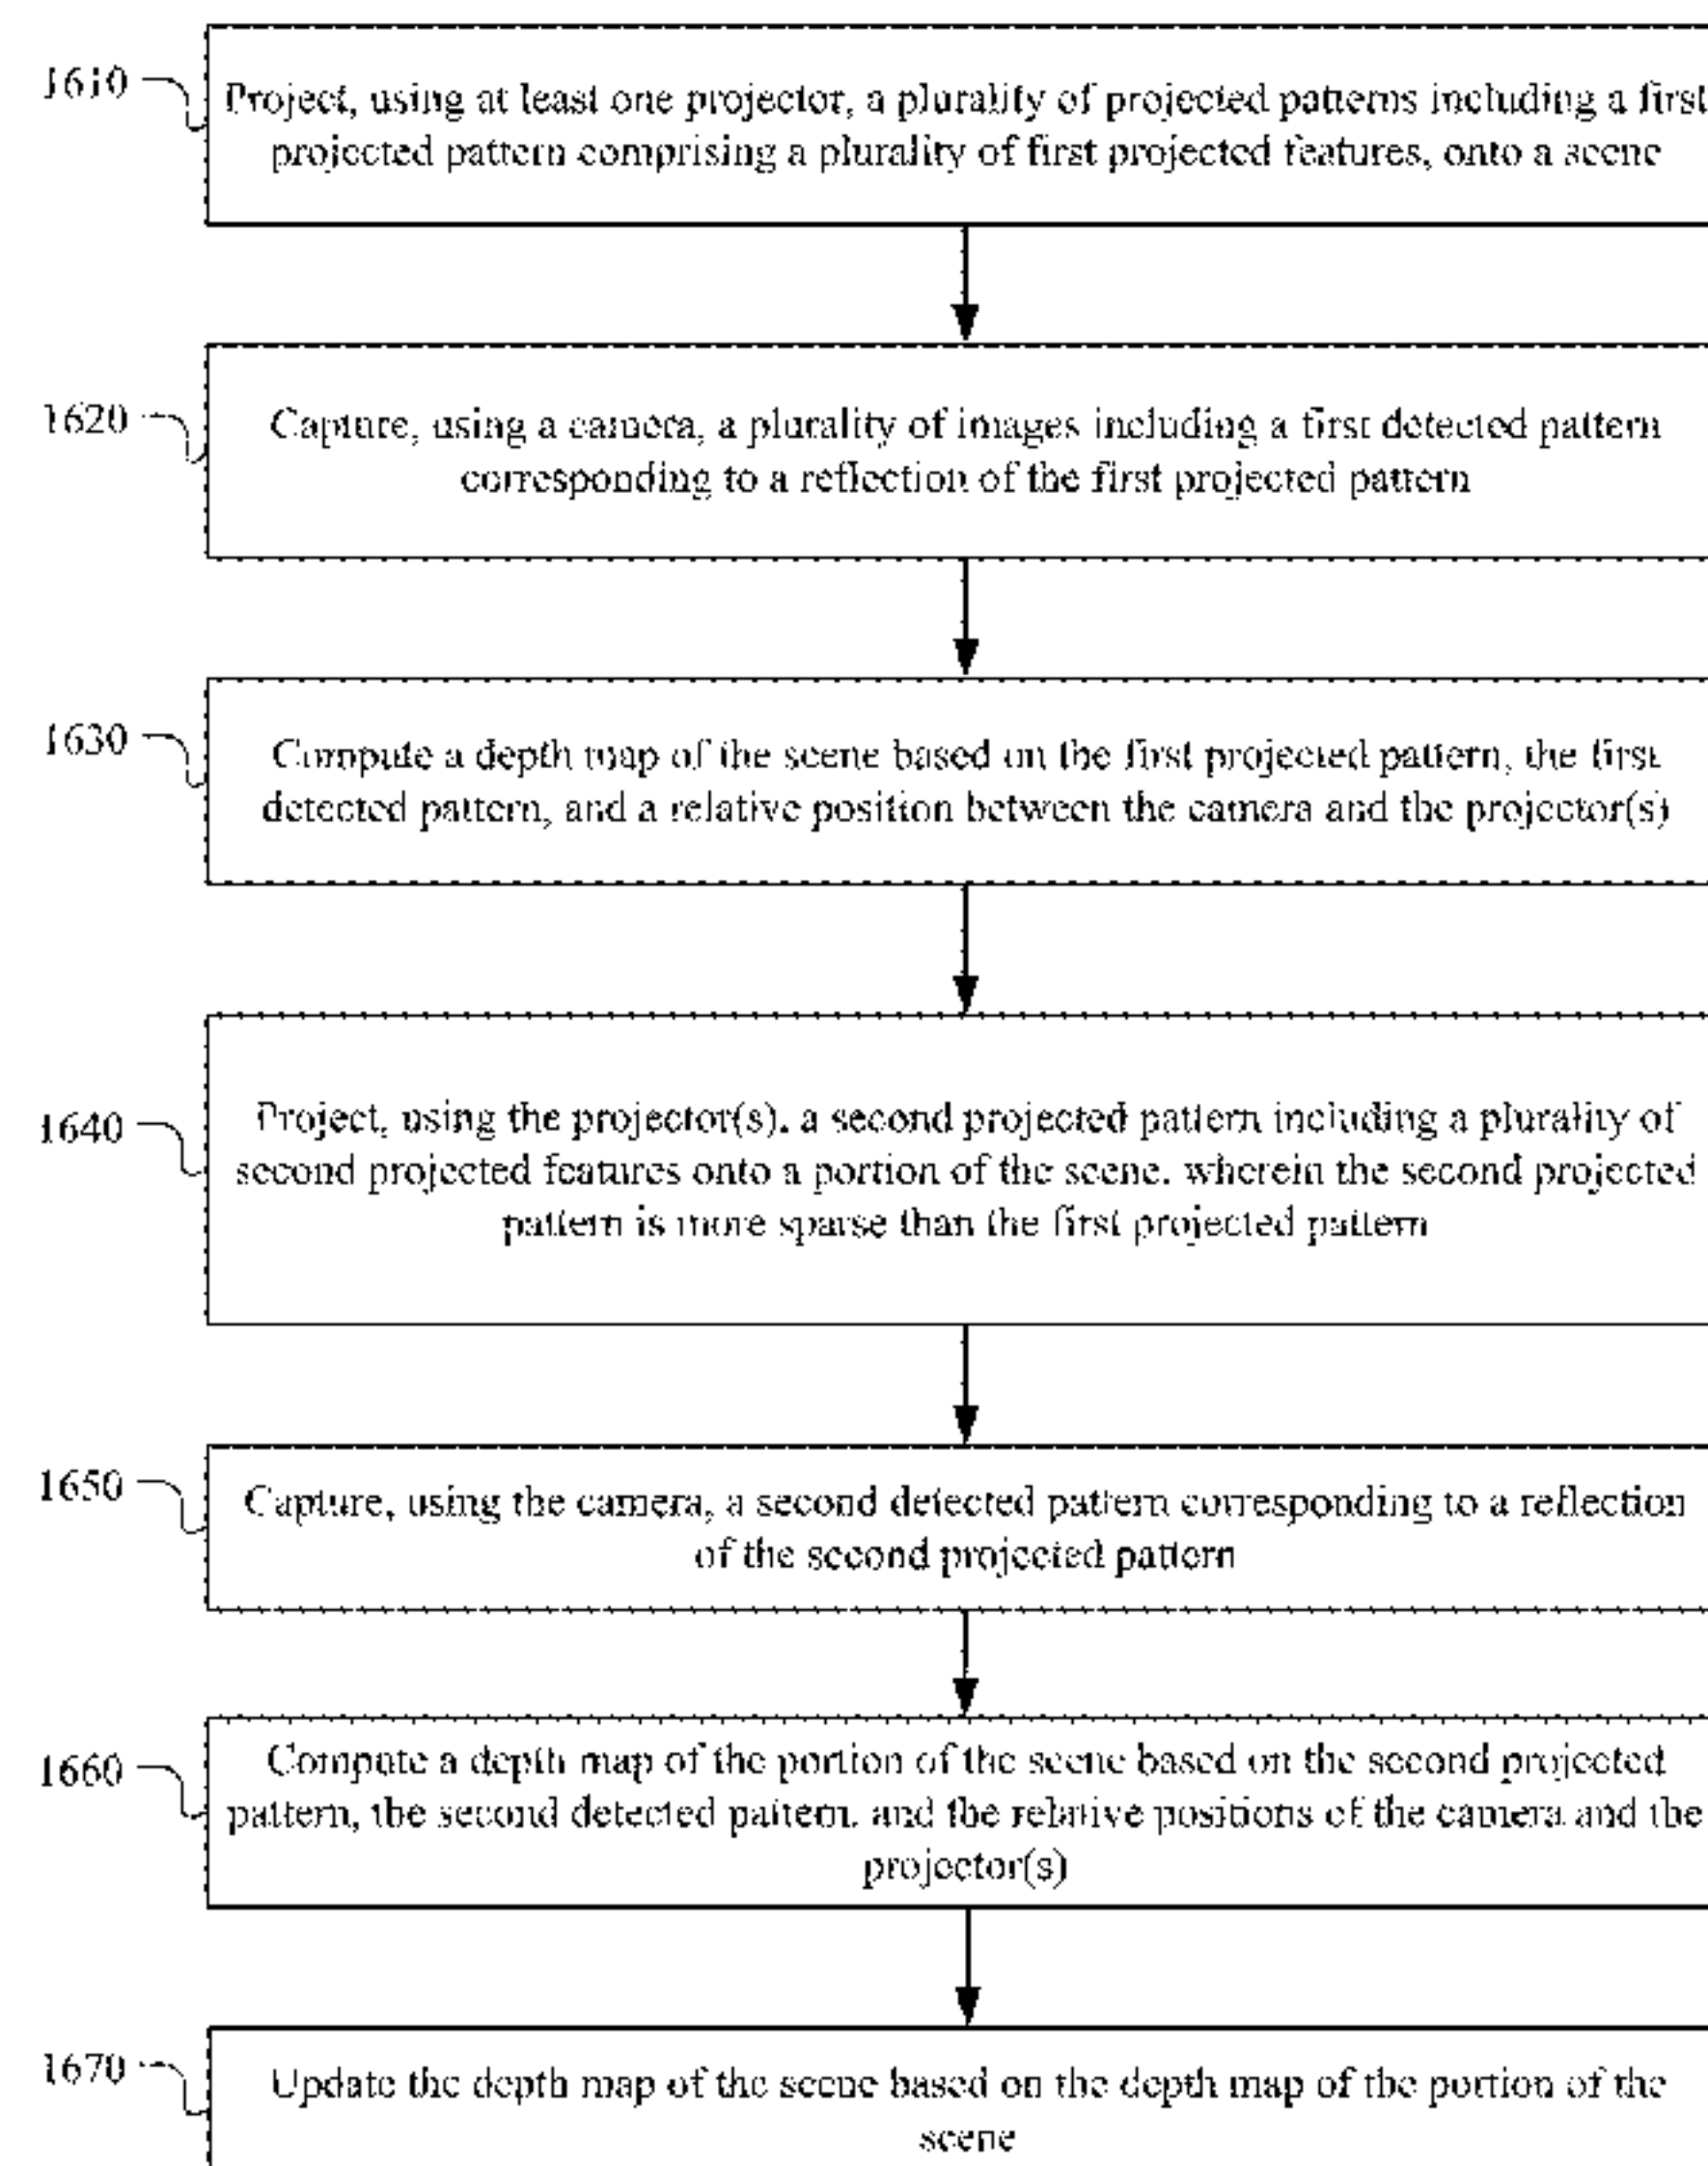 1610
Project, using at least one projector, a plurality of projected patterns including a first
projected pattern comprising a plurality of first projected features, onto a scene
1620
Capture, using a camera, a plurality of images including a first detected pattern
corresponding to a reflection of the first projected pattern
1630
Compute a depth map of the scene based on the first projected pattern, the first
detected pattern, and a relative position between the camera and the projector(s)
1640
Project, using the projector(s), a second projected pattern including a plurality of
second projected features onto a portion of the scene, wherein the second projected
pattern is more sparse than the first projected pattern
1650
Capture, using the camera, a second detected pattern corresponding to a reflection
of the second projected pattern
1660
Compute a depth map of the portion of the scene based on the second projected
pattern, the second detected pattern, and the relative positions of the camera and the
projector(s)
1670
Update the depth map of the scene based on the depth map of the portion of the
scene